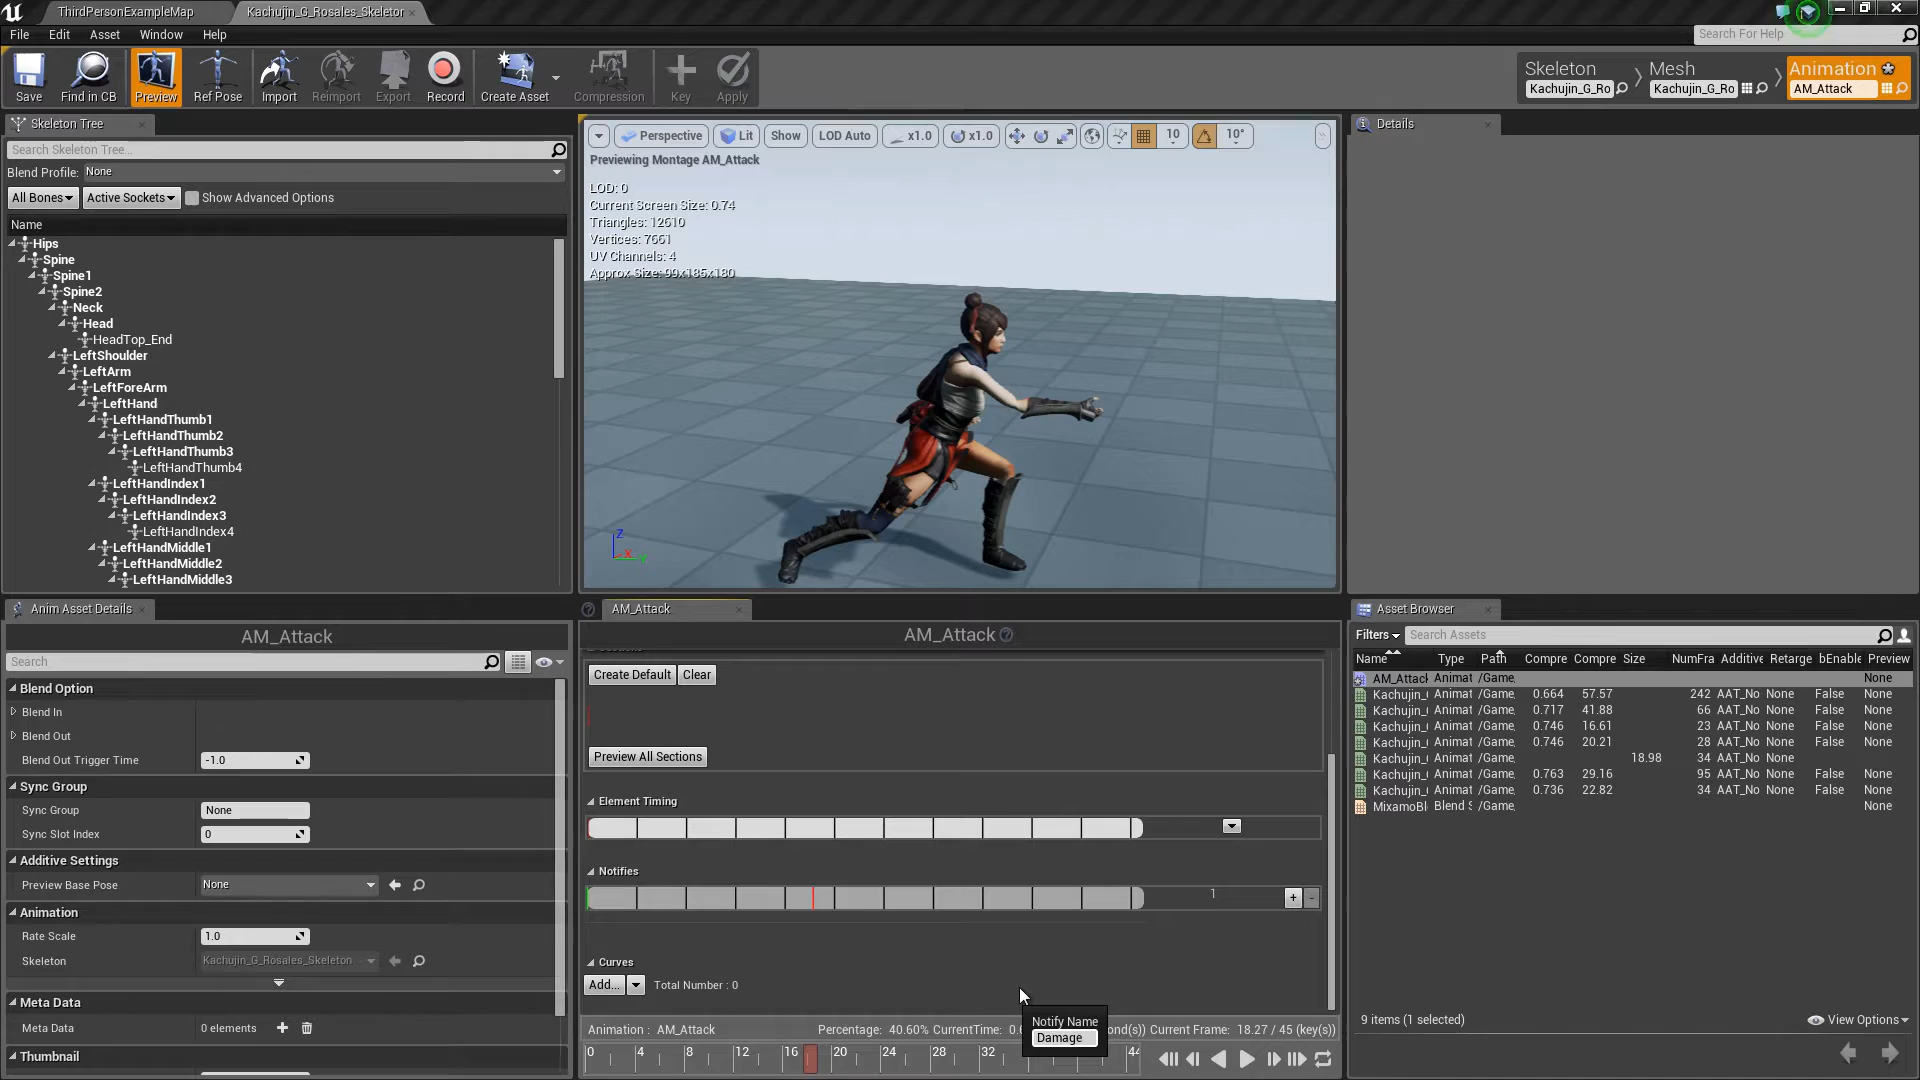 ThirdPersonExampleMap
Kachujin_G_Rosales_Skeletor
File Edit Asset Window Help
Search For Help
Save
Find in CB
Preview
Ref Pose
Import
Reimport
Export
Record
Create Asset
Compression
Key
Apply
Skeleton
Kachujin_G_Ro
Mesh
Kachujin_G_Ro
Animation
AM_Attack
Skeleton Tree
Search Skeleton Tree...
Blend Profile: None
All Bones
Active Sockets
Show Advanced Options
Name
Hips
Spine
Spine1
Spine2
Neck
Head
HeadTop_End
LeftShoulder
LeftArm
LeftForeArm
LeftHand
LeftHandThumb1
LeftHandThumb2
LeftHandThumb3
LeftHandThumb4
LeftHandIndex1
LeftHandIndex2
LeftHandIndex3
LeftHandIndex4
LeftHandMiddle1
LeftHandMiddle2
LeftHandMiddle3
Perspective Lit Show LOD Auto x1.0 x1.0 10 10°
Previewing Montage AM_Attack
LOD: 0
Current Screen Size: 0.74
Triangles: 12610
Vertices: 7661
UV Channels: 4
Approx Size: 99x185x180
Z
X
Details
Anim Asset Details
AM_Attack
Search
Blend Option
Blend In
Blend Out
Blend Out Trigger Time -1.0
Sync Group
Sync Group None
Sync Slot Index 0
Additive Settings
Preview Base Pose None
Animation
Rate Scale 1.0
Skeleton Kachujin_G_Rosales_Skeleton
Meta Data
Meta Data 0 elements
Thumbnail
AM_Attack
AM_Attack
Create Default Clear
Preview All Sections
Element Timing
Notifies
1
+ -
Curves
Add... Total Number : 0
Animation : AM_Attack Percentage: 40.60% CurrentTime: 0. ond(s)) Current Frame: 18.27 / 45 (key(s))
Notify Name
Damage
0 4 8 12 16 20 24 28 32 44
Asset Browser
Filters Search Assets
Name Type Path Compre Compre Size NumFra Additive Retarge bEnable Preview
AM_Attack Animat /Game, None
Kachujin_ Animat /Game, 0.664 57.57 242 AAT_No None False None
Kachujin_ Animat /Game, 0.717 41.88 66 AAT_No None False None
Kachujin_ Animat /Game, 0.746 16.61 23 AAT_No None False None
Kachujin_ Animat /Game, 0.746 20.21 28 AAT_No None False None
Kachujin_ Animat /Game, 18.98 34 AAT_No None None
Kachujin_ Animat /Game, 0.763 29.16 95 AAT_No None False None
Kachujin_ Animat /Game, 0.736 22.82 34 AAT_No None False None
MixamoBl Blend S /Game, None
9 items (1 selected)
View Options